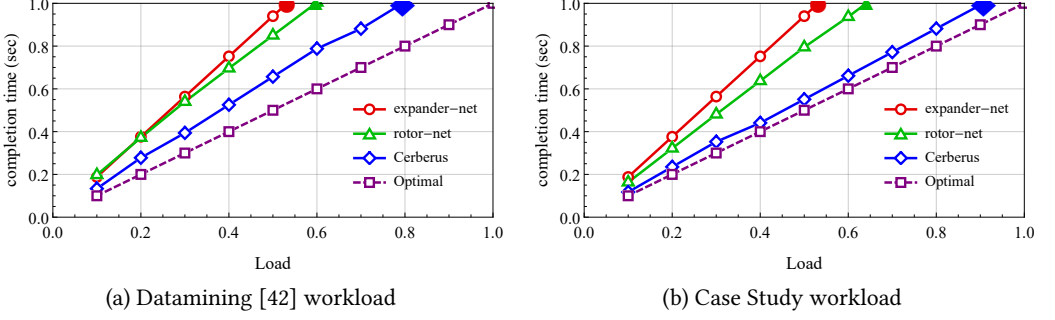 completion time (sec)
1.0
0.8
0.6
0.4
0.2
0.0
expander-net
rotor-net
Cerberus
Optimal
0.0 0.2 0.4 0.6 0.8 1.0
Load
(a) Datamining [42] workload
completion time (sec)
1.0
0.8
0.6
0.4
0.2
0.0
expander-net
rotor-net
Cerberus
Optimal
0.0 0.2 0.4 0.6 0.8 1.0
Load
(b) Case Study workload